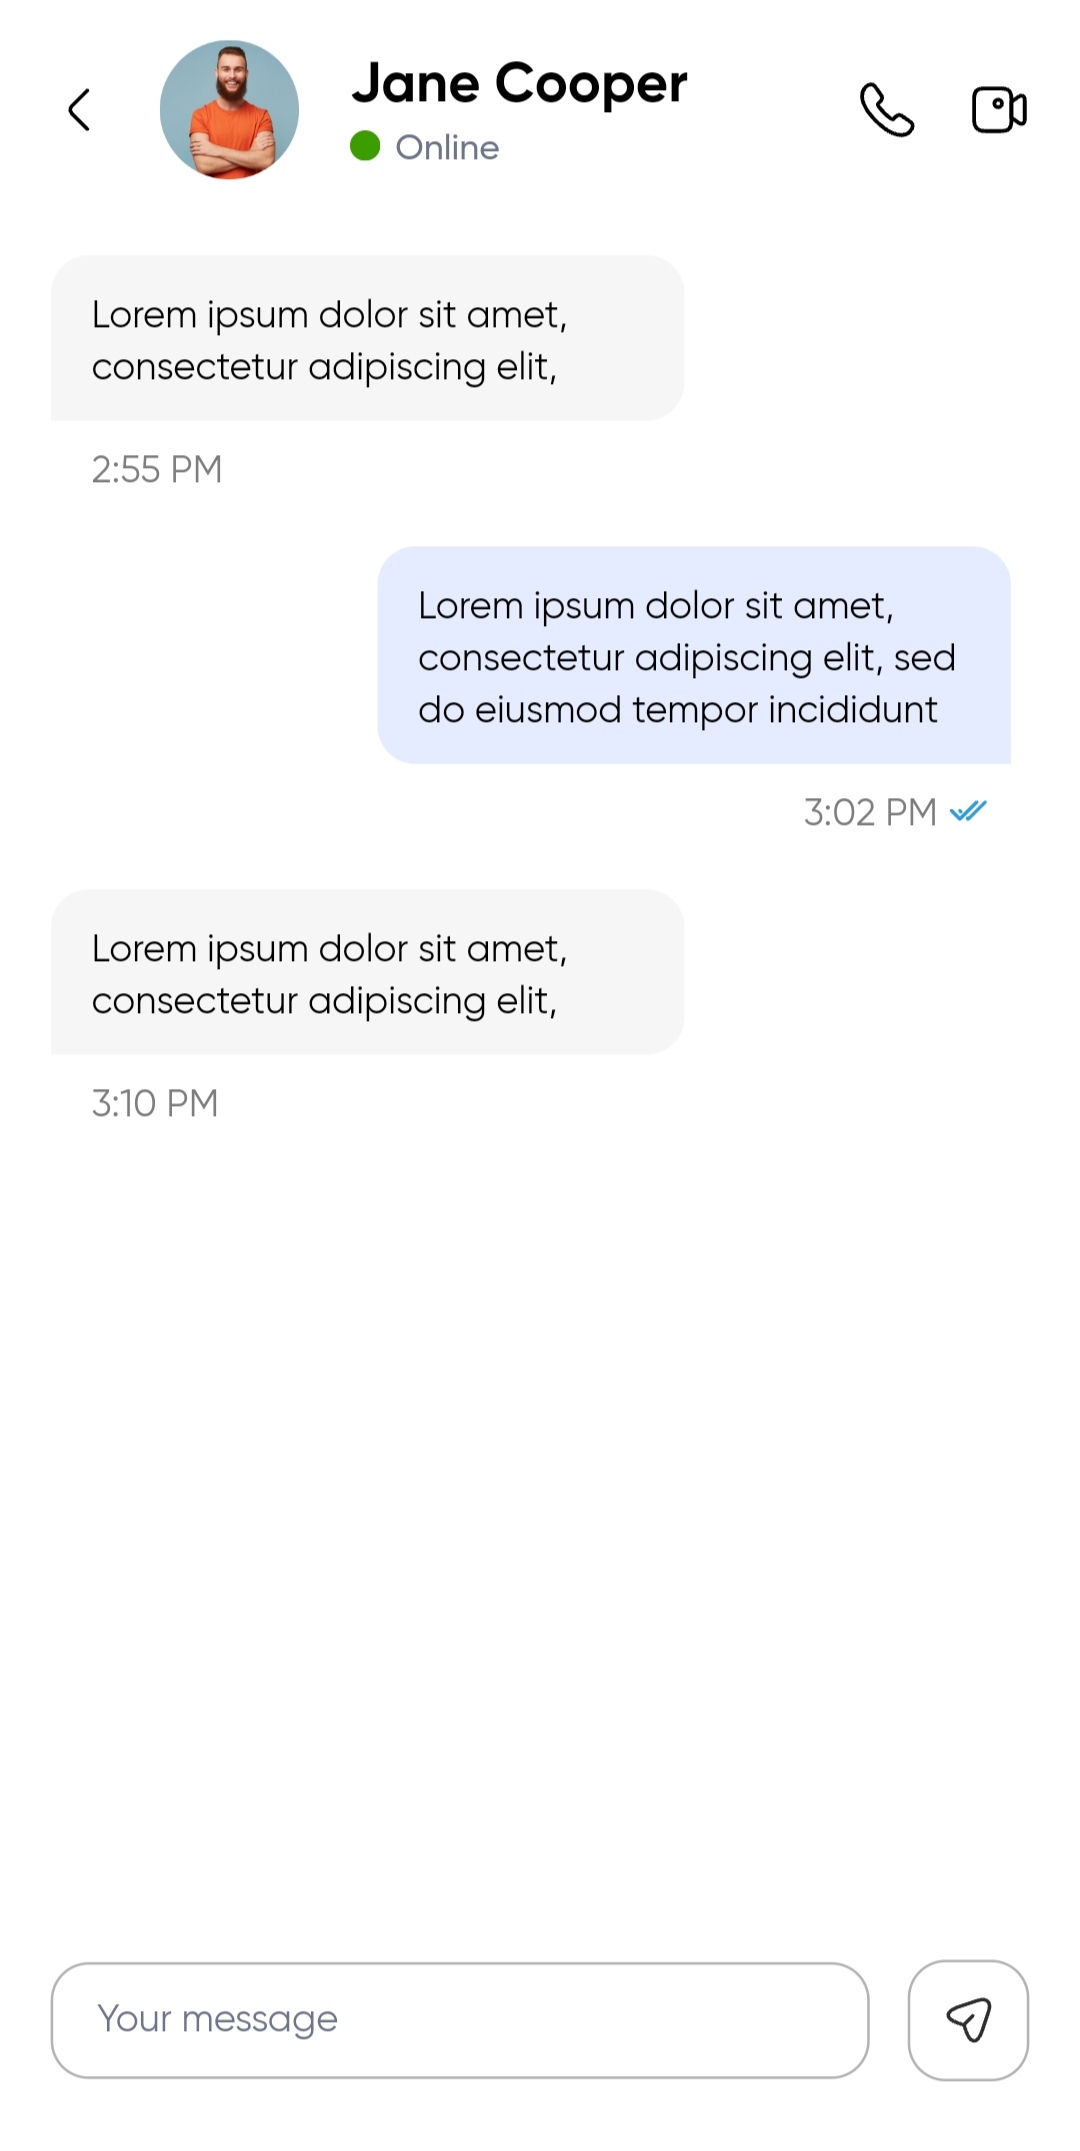 Jane Cooper
Online
Lorem ipsum dolor sit amet,
consectetur adipiscing elit,
2:55 PM
Lorem ipsum dolor sit amet,
consectetur adipiscing elit, sed
do eiusmod tempor incididunt
3:02 PM
Lorem ipsum dolor sit amet,
consectetur adipiscing elit,
3:10 PM
Your message